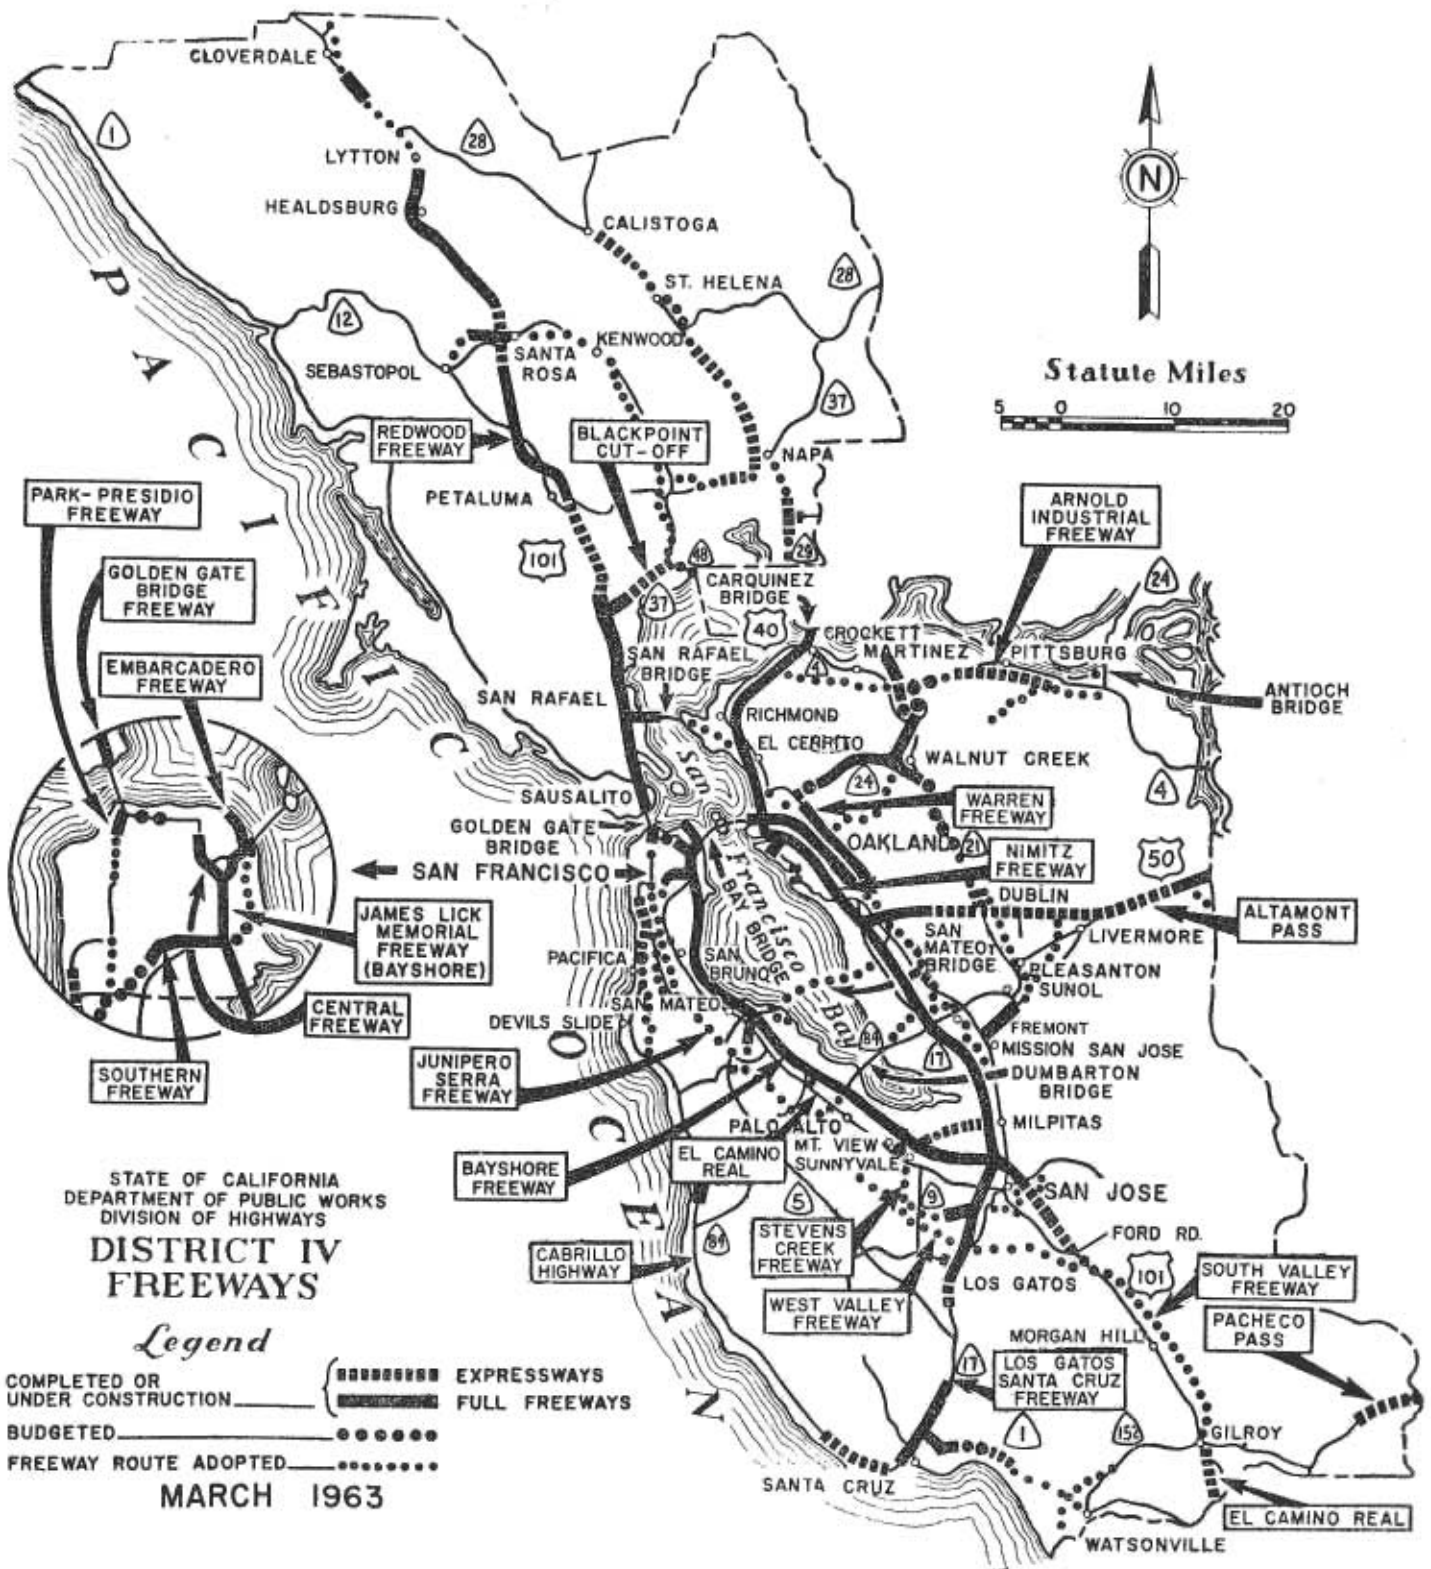 CLOVERDALE
1
28
LYTTON
HEALDSBURG
CALISTOGA
ST. HELENA
28
12
KENWOOD
SANTA
ROSA
SEBASTOPOL
37
N
Statute Miles
5 0 10 20
REDWOOD
FREEWAY
BLACKPOINT
CUT-OFF
NAPA
PETALUMA
PARK-PRESIDIO
FREEWAY
ARNOLD
INDUSTRIAL
FREEWAY
101
48
29
24
GOLDEN GATE
BRIDGE
FREEWAY
37
CARQUINEZ
BRIDGE
40
CROCKETT
MARTINEZ
PITTSBURG
4
SAN RAFAEL
BRIDGE
EMBARCADERO
FREEWAY
SAN RAFAEL
ANTIOCH
BRIDGE
RICHMOND
EL CERRITO
WALNUT CREEK
24
4
SAUSALITO
WARREN
FREEWAY
GOLDEN GATE
BRIDGE
OAKLAND
21
NIMITZ
FREEWAY
50
SAN FRANCISCO
DUBLIN
JAMES LICK
MEMORIAL
FREEWAY
(BAYSHORE)
BAY BRIDGE
San Francisco Bay
ALTAMONT
PASS
LIVERMORE
SAN
MATEO
BRIDGE
PACIFICA
SAN
BRUNO
PLEASANTON
SUNOL
CENTRAL
FREEWAY
SAN MATEO
DEVILS SLIDE
84
17
FREMONT
MISSION SAN JOSE
SOUTHERN
FREEWAY
JUNIPERO
SERRA
FREEWAY
DUMBARTON
BRIDGE
PALO ALTO
MT. VIEW
SUNNYVALE
MILPITAS
BAYSHORE
FREEWAY
EL CAMINO
REAL
5
9
SAN JOSE
STEVENS
CREEK
FREEWAY
FORD RD.
84
CABRILLO
HIGHWAY
LOS GATOS
101
SOUTH VALLEY
FREEWAY
WEST VALLEY
FREEWAY
PACHECO
PASS
MORGAN HILL
17
LOS GATOS
SANTA CRUZ
FREEWAY
1
152
GILROY
SANTA CRUZ
EL CAMINO REAL
WATSONVILLE
PACIFIC
OCEAN
STATE OF CALIFORNIA
DEPARTMENT OF PUBLIC WORKS
DIVISION OF HIGHWAYS
DISTRICT IV
FREEWAYS
Legend
COMPLETED OR
UNDER CONSTRUCTION
EXPRESSWAYS
FULL FREEWAYS
BUDGETED
FREEWAY ROUTE ADOPTED
MARCH 1963